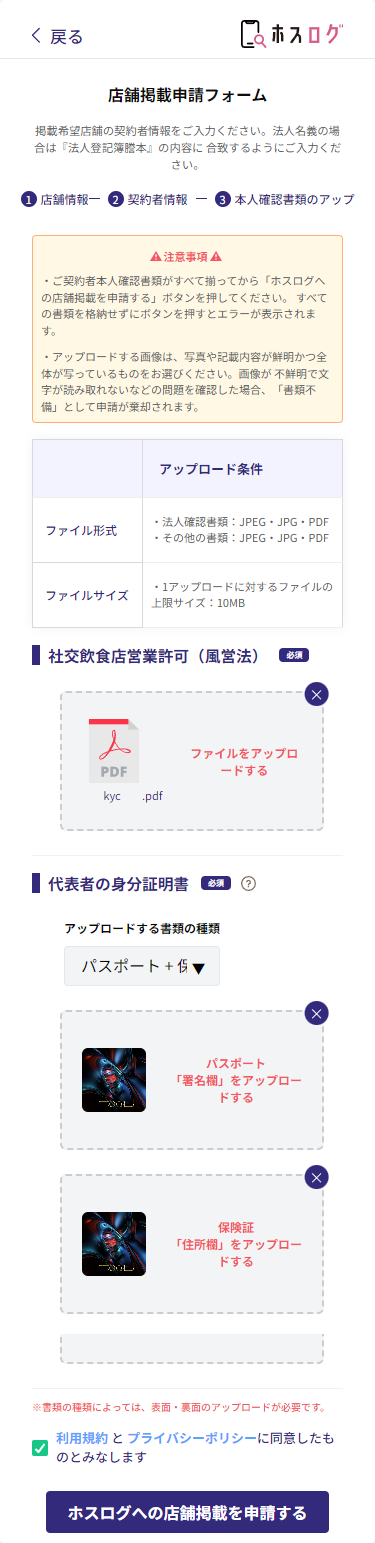 戻る
ホスログ
店舗掲載申請フォーム
掲載希望店舗の契約者情報をご入力ください。法人名義の場
合は『法人登記簿謄本』の内容に 合致するようにご入力くだ
さい。
1 店舗情報 2 契約者情報 3 本人確認書類のアップ
注意事項
・ご契約者本人確認書類がすべて揃ってから「ホスログへ
の店舗掲載を申請する」ボタンを押してください。 すべて
の書類を格納せずにボタンを押すとエラーが表示されま
す。
・アップロードする画像は、写真や記載内容が鮮明かつ全
体が写っているものをお選びください。画像が 不鮮明で文
字が読み取れないなどの問題を確認した場合、「書類不
備」として申請が棄却されます。
アップロード条件
ファイル形式
・法人確認書類：JPEG・JPG・PDF
・その他の書類：JPEG・JPG・PDF
ファイルサイズ
・1アップロードに対するファイルの
上限サイズ：10MB
社交飲食店営業許可（風営法） 必須
PDF
kyc .pdf
ファイルをアップロ
ードする
代表者の身分証明書 必須 ?
アップロードする書類の種類
パスポート + 保 ▼
パスポート
「署名欄」をアップロー
ドする
保険証
「住所欄」をアップロー
ドする
※書類の種類によっては、表面・裏面のアップロードが必要です。
利用規約 と プライバシーポリシーに同意したも
のとみなします
ホスログへの店舗掲載を申請する